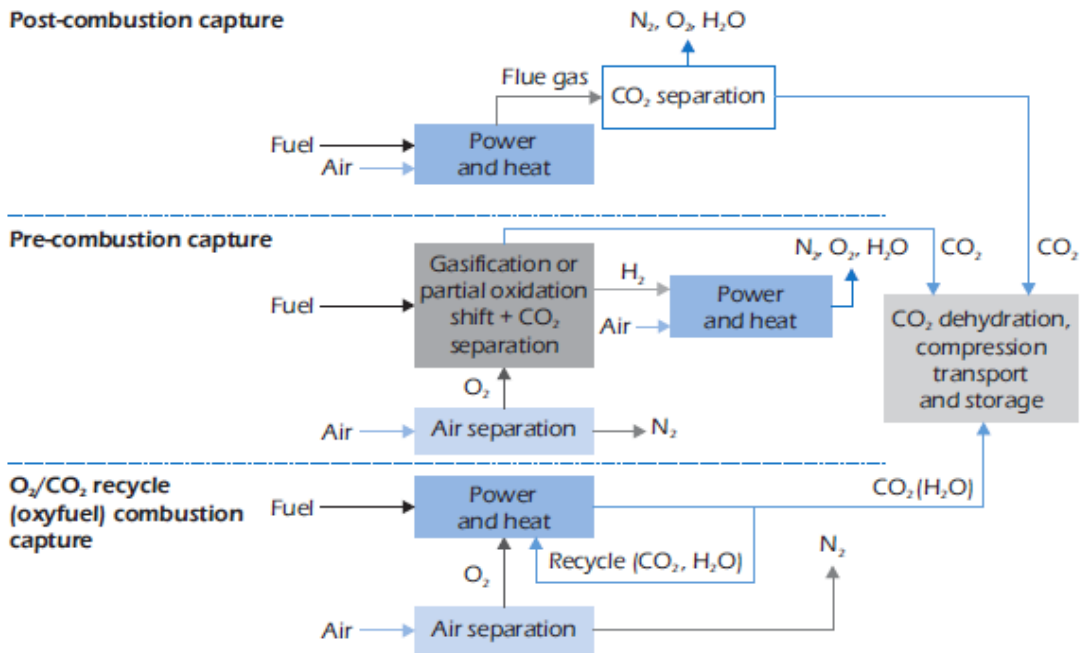 Post-combustion capture
N₂, O₂, H₂O
Flue gas
CO₂ separation
Fuel
Air
Power
and heat
Pre-combustion capture
Gasification or
partial oxidation
shift + CO₂
separation
Fuel
H₂
Air
Power
and heat
N₂, O₂, H₂O
CO₂
CO₂
CO₂ dehydration,
compression
transport
and storage
O₂
Air
Air separation
N₂
O₂/CO₂ recycle
(oxyfuel) combustion
capture
Fuel
Power
and heat
CO₂ (H₂O)
Recycle (CO₂, H₂O)
O₂
N₂
Air
Air separation